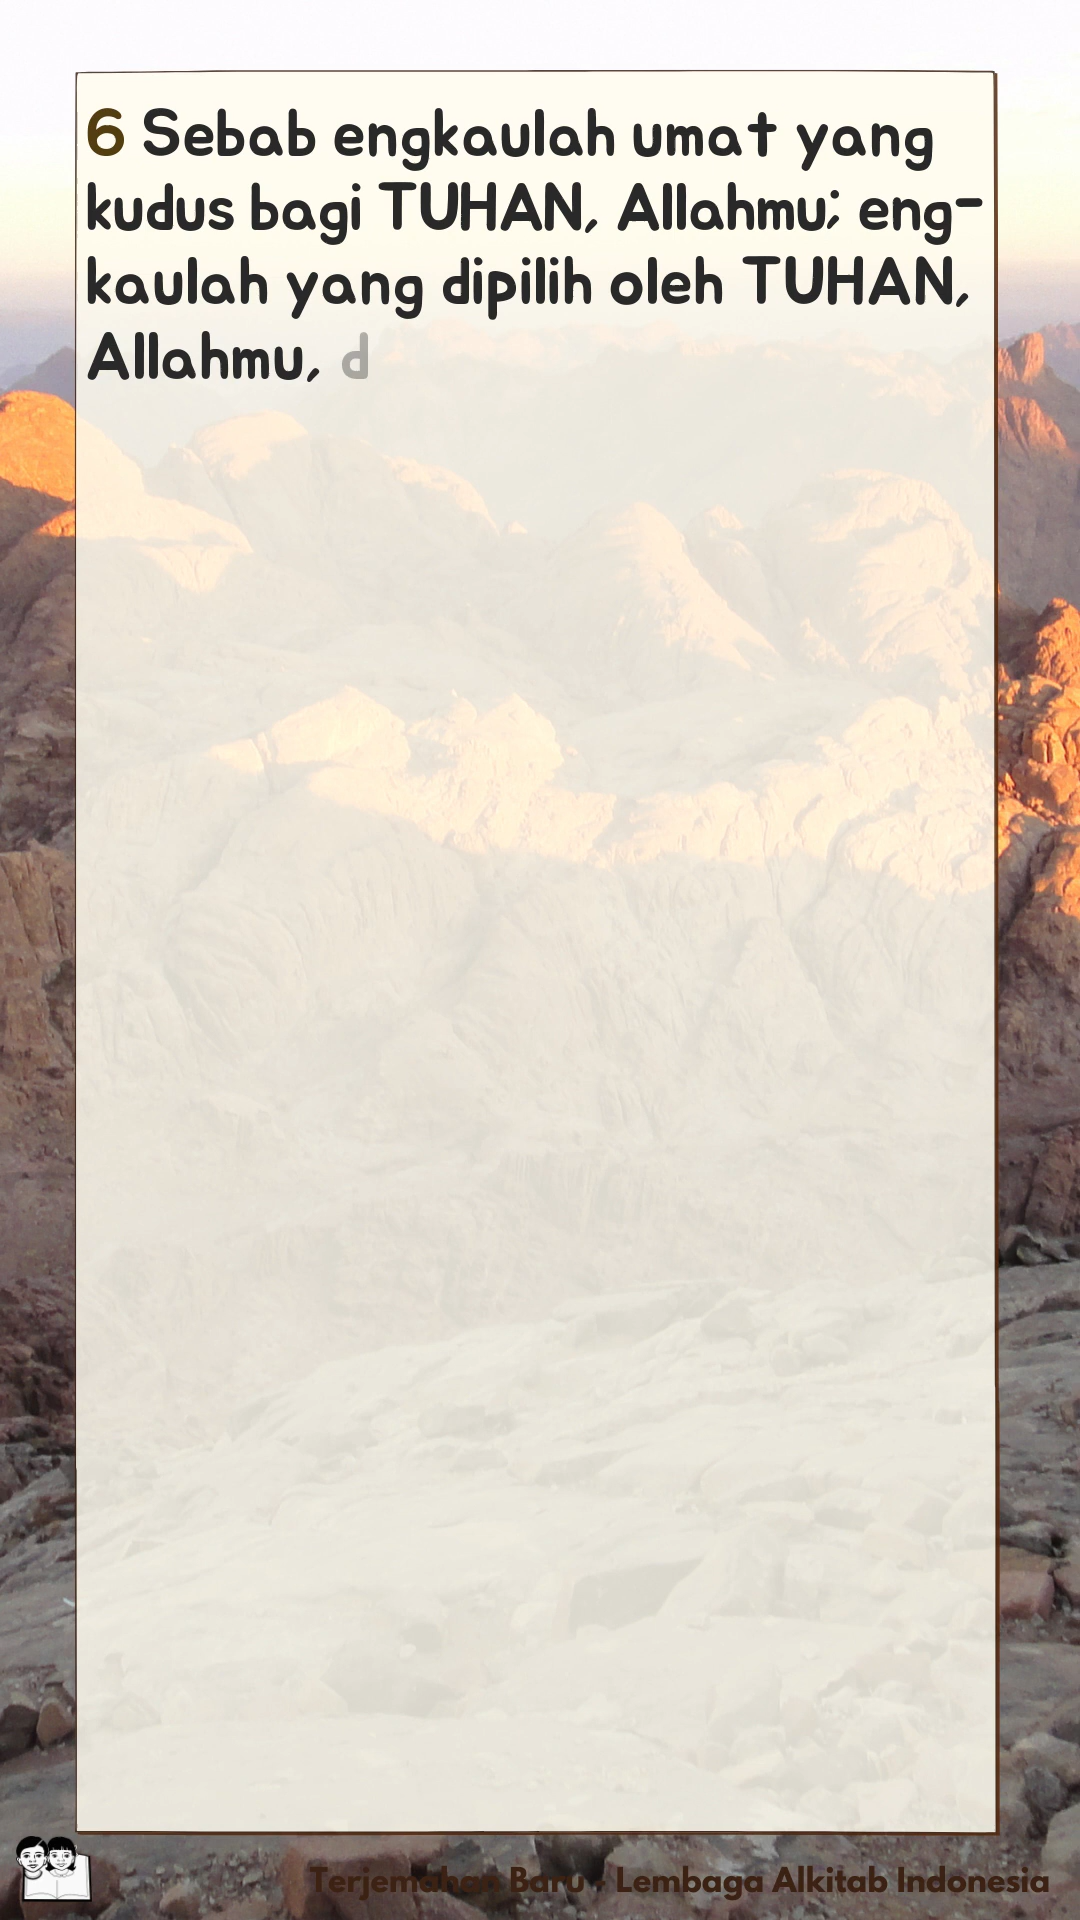 6 Sebab engkaulah umat yang
kudus bagi TUHAN, Allahmu; eng-
kaulah yang dipilih oleh TUHAN,
Allahmu, d
Terjemahan Baru - Lembaga Alkitab Indonesia